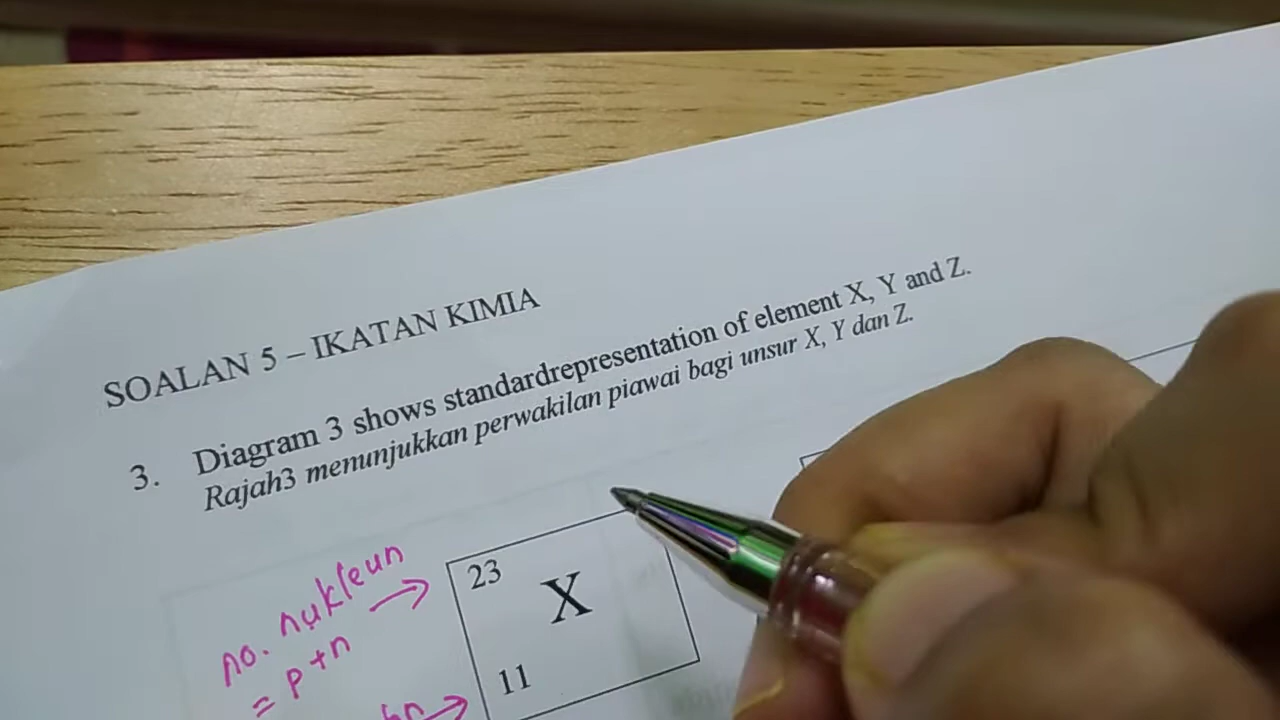 SOALAN 5 – IKATAN KIMIA
3. Diagram 3 shows standardrepresentation of element X, Y and Z.
Rajah3 menunjukkan perwakilan piawai bagi unsur X, Y dan Z.
no. nukleun →
= p + n
23
X
11